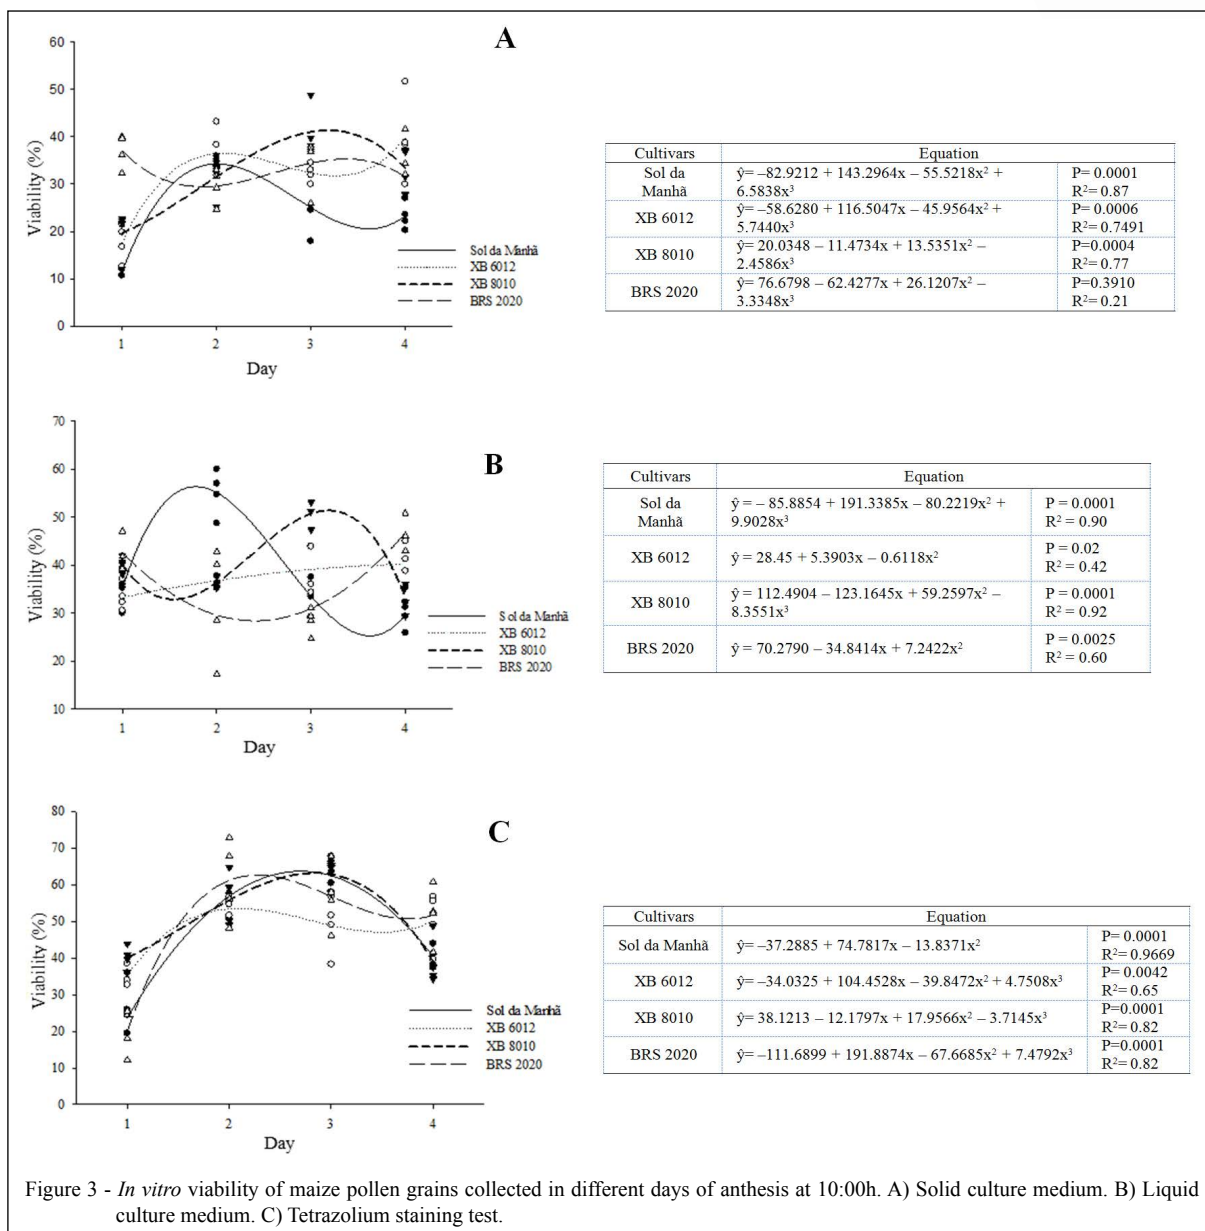 A
60
50
40
30
20
10
0
Viability (%)
1 2 3 4
Day
Sol da Manhã
XB 6012
XB 8010
BRS 2020
Cultivars Equation
Sol da Manhã ŷ= −82.9212 + 143.2964x − 55.5218x² + 6.5838x³ P= 0.0001 R²= 0.87
XB 6012 ŷ= −58.6280 + 116.5047x − 45.9564x² + 5.7440x³ P= 0.0006 R²= 0.7491
XB 8010 ŷ= 20.0348 − 11.4734 + 13.5351x² − 2.4586x³ P=0.0004 R²= 0.77
BRS 2020 ŷ= 76.6798 − 62.4277x + 26.1207x² − 3.3348x³ P=0.3910 R²= 0.21
B
70
60
50
40
30
20
10
Viability (%)
1 2 3 4
Day
Sol da Manhã
XB 6012
XB 8010
BRS 2020
Cultivars Equation
Sol da Manhã ŷ = − 85.8854 + 191.3385x − 80.2219x² + 9.9028x³ P = 0.0001 R² = 0.90
XB 6012 ŷ = 28.45 + 5.3903x − 0.6118x² P = 0.02 R² = 0.42
XB 8010 ŷ = 112.4904 − 123.1645x + 59.2597x² − 8.3551x³ P = 0.0001 R² = 0.92
BRS 2020 ŷ = 70.2790 − 34.8414x + 7.2422x² P = 0.0025 R² = 0.60
C
80
70
60
50
40
30
20
10
0
Viability (%)
1 2 3 4
Day
Sol da Manhã
XB 6012
XB 8010
BRS 2020
Cultivars Equation
Sol da Manhã ŷ= −37.2885 + 74.7817x − 13.8371x² P= 0.0001 R²= 0.9669
XB 6012 ŷ= −34.0325 + 104.4528x − 39.8472x² + 4.7508x³ P= 0.0042 R²= 0.65
XB 8010 ŷ= 38.1213 − 12.1797x + 17.9566x² − 3.7145x³ P=0.0001 R²= 0.82
BRS 2020 ŷ= −111.6899 + 191.8874x − 67.6685x² + 7.4792x³ P=0.0001 R²= 0.82
Figure 3 - In vitro viability of maize pollen grains collected in different days of anthesis at 10:00h. A) Solid culture medium. B) Liquid
culture medium. C) Tetrazolium staining test.